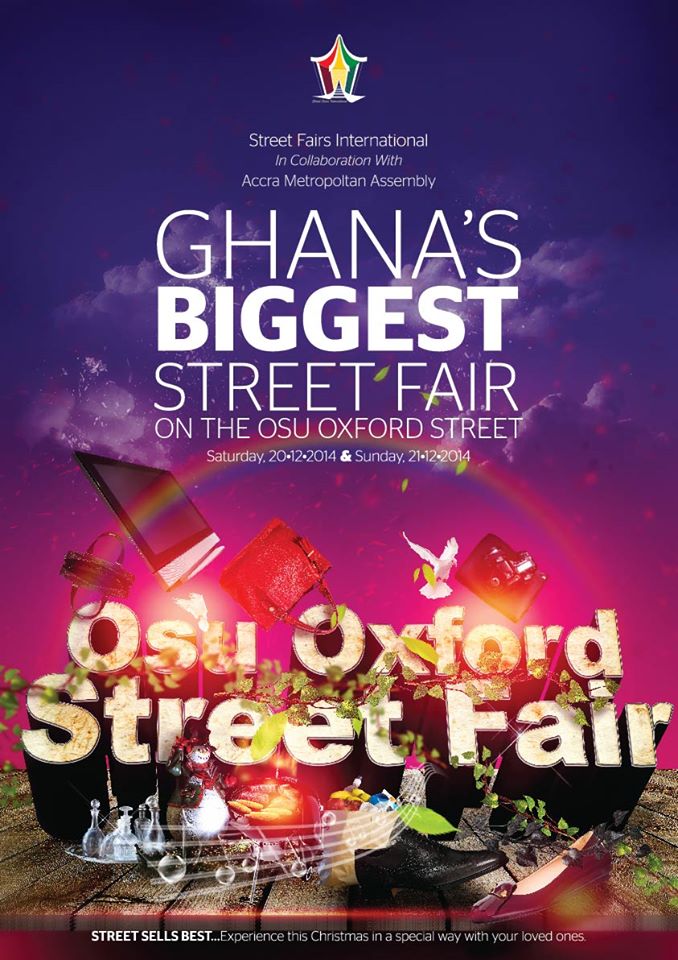 Street Fairs International
In Collaboration With
Accra Metropoltan Assembly
GHANA'S
BIGGEST
STREET FAIR
ON THE OSU OXFORD STREET
Saturday, 20•12•2014 & Sunday, 21•12•2014
Osu Oxford
Street Fair
STREET SELLS BEST...Experience this Christmas in a special way with your loved ones.